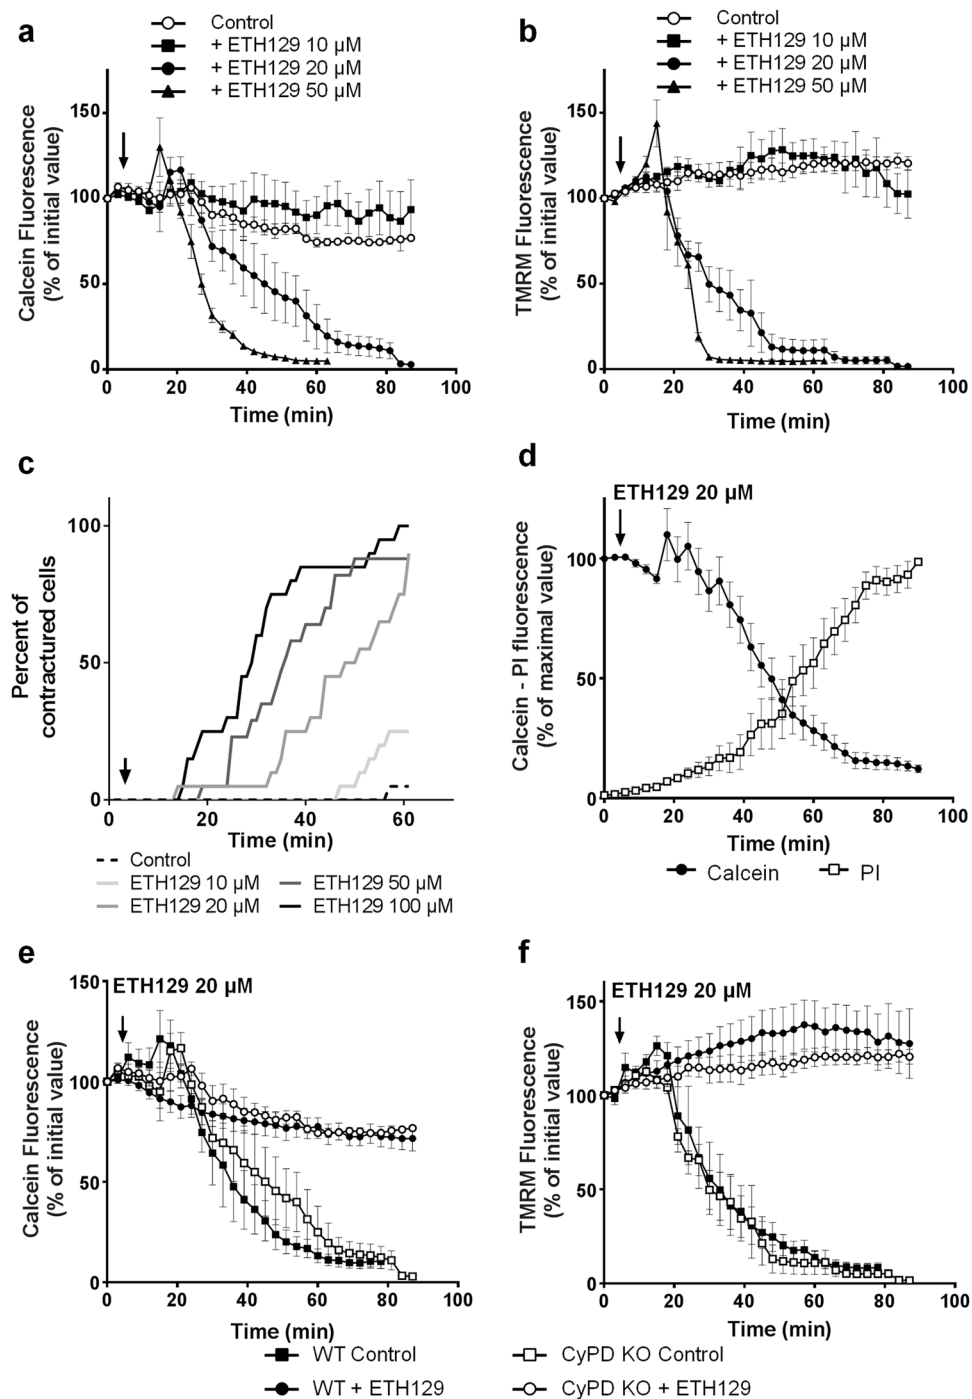 a
Control
+ ETH129 10 µM
+ ETH129 20 µM
+ ETH129 50 µM
Calcein Fluorescence
(% of initial value)
150
100
50
0
0 20 40 60 80 100
Time (min)
b
Control
+ ETH129 10 µM
+ ETH129 20 µM
+ ETH129 50 µM
TMRM Fluorescence
(% of initial value)
150
100
50
0
0 20 40 60 80 100
Time (min)
c
Percent of
contractured cells
100
50
0
20 40 60
Time (min)
Control
ETH129 10 µM
ETH129 50 µM
ETH129 20 µM
ETH129 100 µM
d
ETH129 20 µM
Calcein - PI fluorescence
(% of maximal value)
100
50
0
0 20 40 60 80 100
Time (min)
Calcein PI
e
ETH129 20 µM
Calcein Fluorescence
(% of initial value)
150
100
50
0
0 20 40 60 80 100
Time (min)
f
ETH129 20 µM
TMRM Fluorescence
(% of initial value)
150
100
50
0
0 20 40 60 80 100
Time (min)
WT Control
CyPD KO Control
WT + ETH129
CyPD KO + ETH129